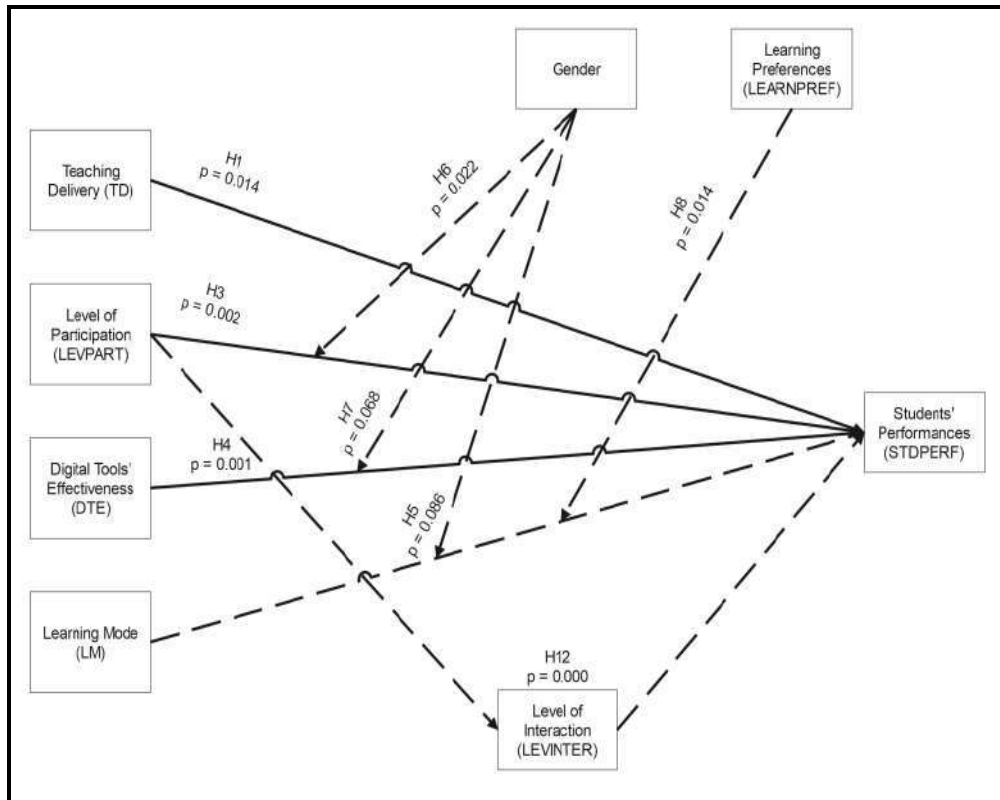 Gender
Learning
Preferences
(LEARNPREF)
Teaching
Delivery (TD)
H1
p = 0.014
H6
p = 0.022
H8
p = 0.014
Level of
Participation
(LEVPART)
H3
p = 0.002
H7
p = 0.068
Students'
Performances
(STDPERF)
Digital Tools'
Effectiveness
(DTE)
H4
p = 0.001
H5
p = 0.086
Learning Mode
(LM)
H12
p = 0.000
Level of
Interaction
(LEVINTER)